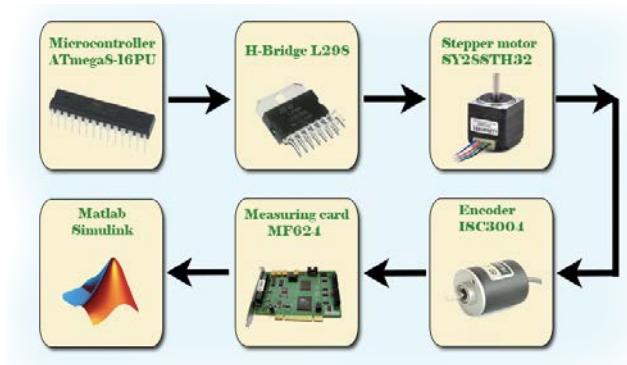 Microcontroller
ATmega8-16PU
H-Bridge L298
Stepper motor
SY28STH32
Encoder
ISC3004
Measuring card
MF624
Matlab
Simulink